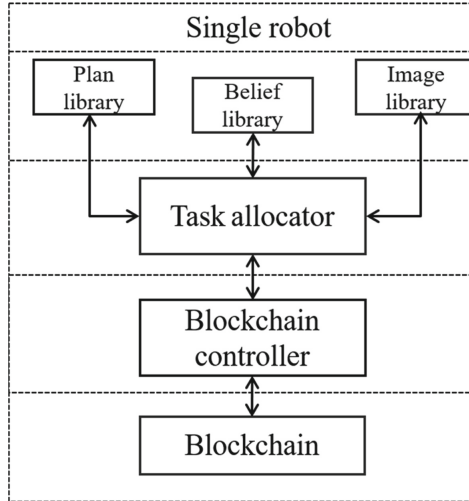 Single robot
Plan
library
Belief
library
Image
library
Task allocator
Blockchain
controller
Blockchain